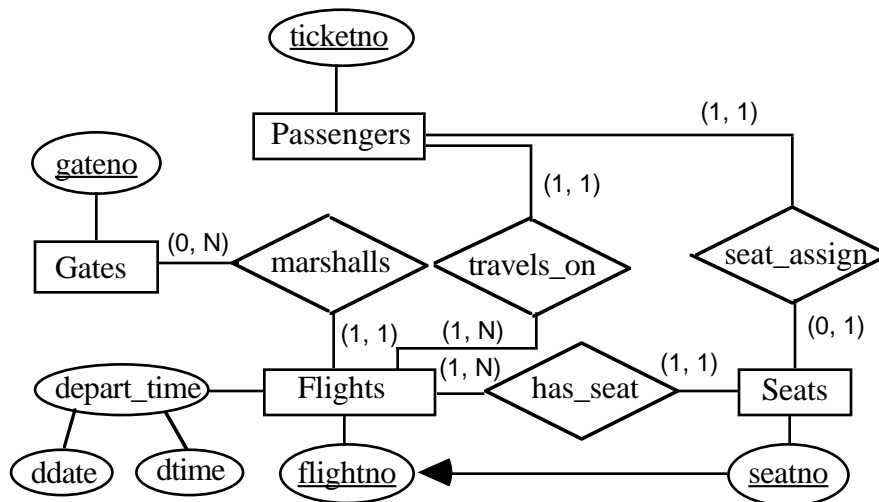 ticketno
(1, 1)
Passengers
gateno
(1, 1)
(0, N)
Gates
marshalls
travels_on
seat_assign
(1, 1)
(1, N)
(0, 1)
depart_time
Flights
(1, N)
has_seat
(1, 1)
Seats
ddate
dtime
flightno
seatno